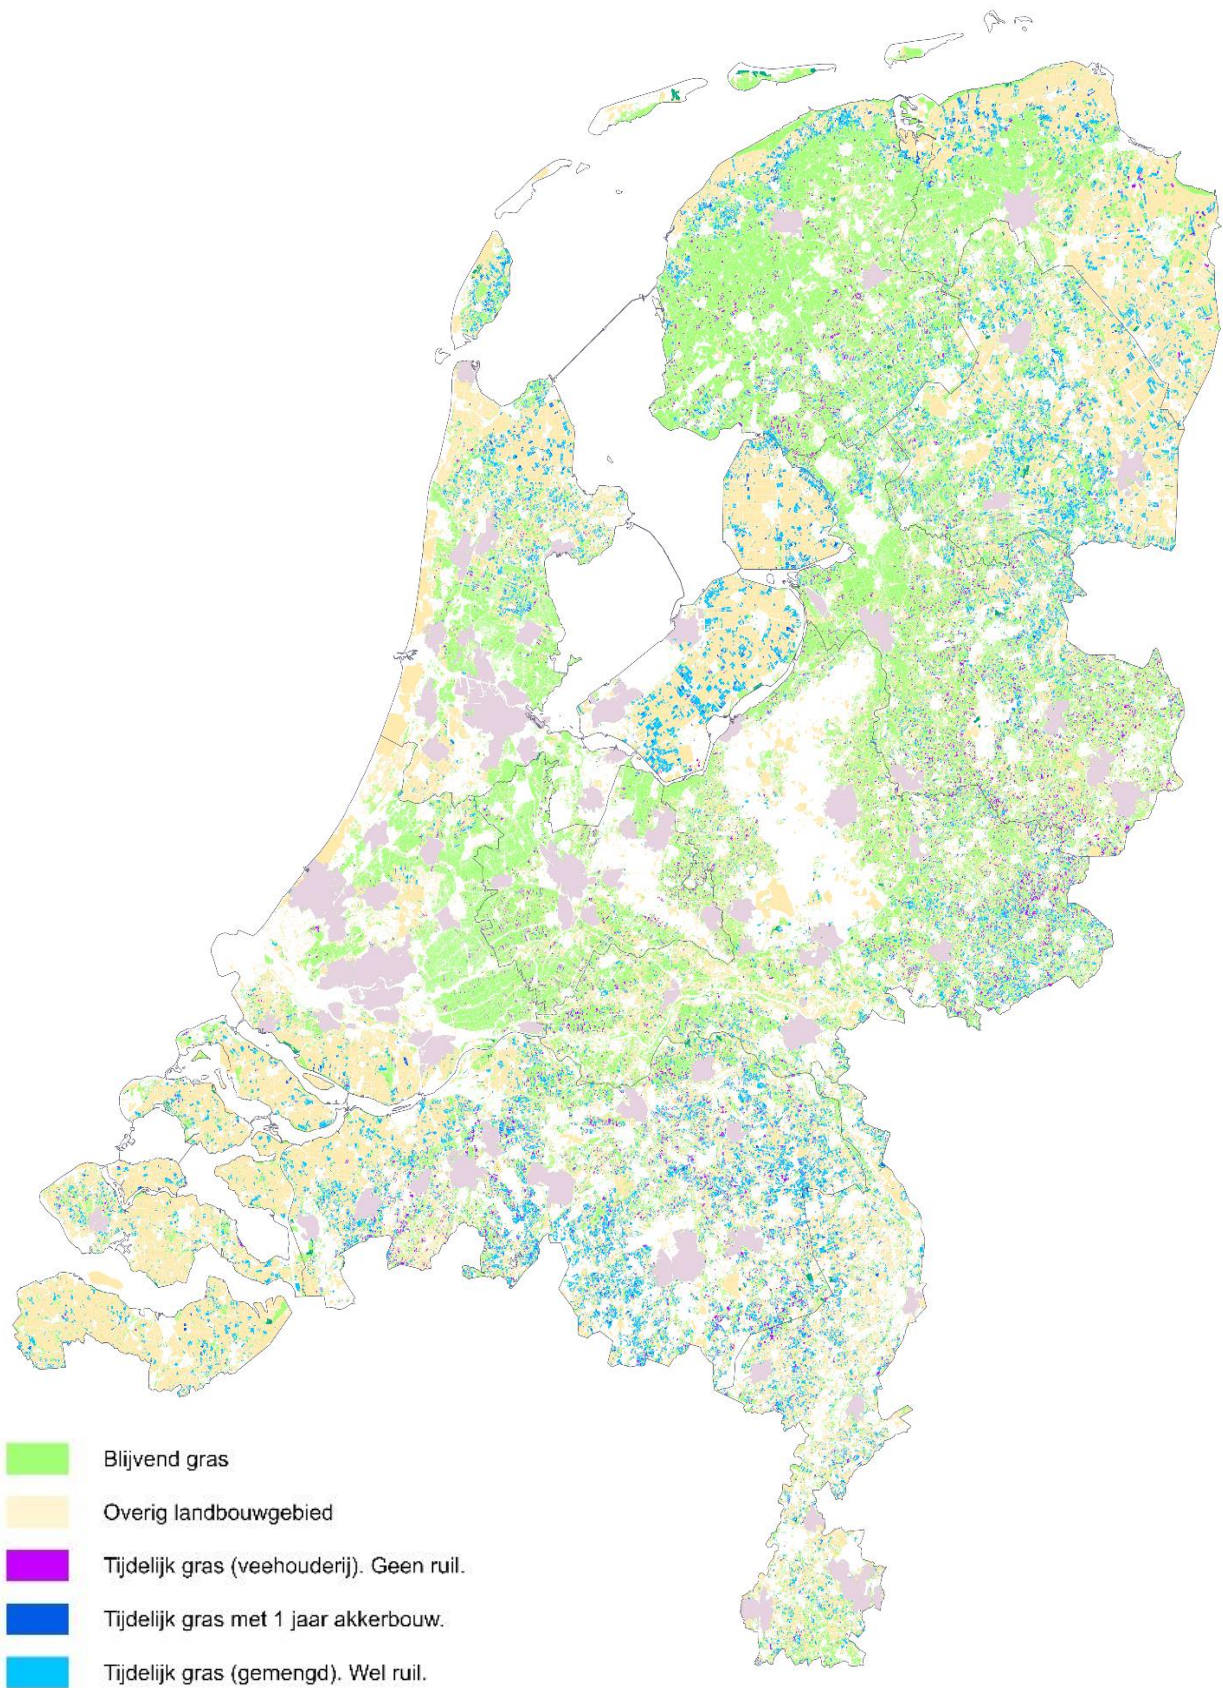 Blijvend gras
Overig landbouwgebied
Tijdelijk gras (veehouderij). Geen ruil.
Tijdelijk gras met 1 jaar akkerbouw.
Tijdelijk gras (gemengd). Wel ruil.